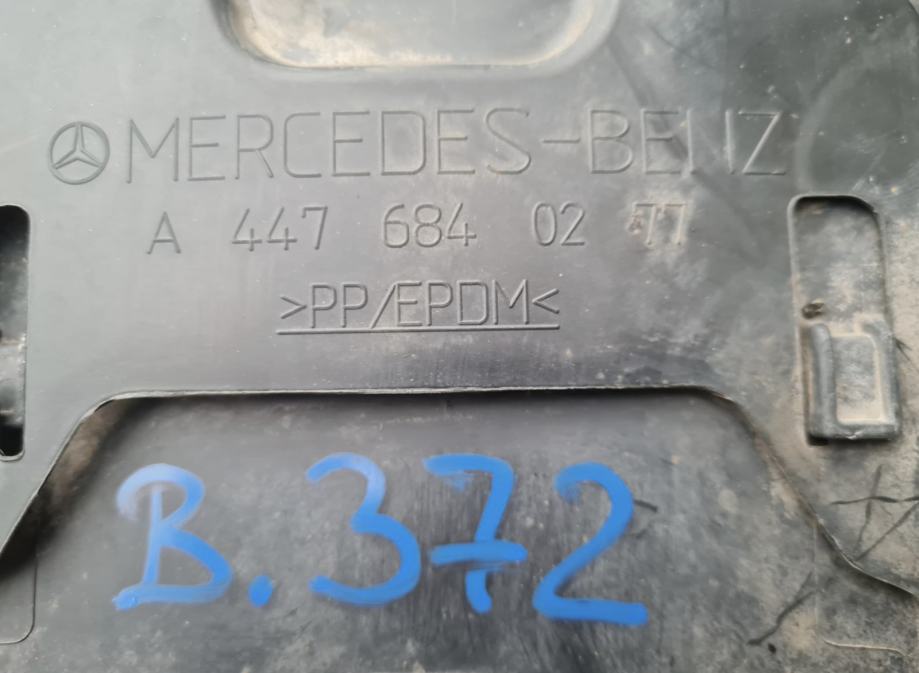 MERCEDES-BENZ
A 447 684 02 77
>PP/EPDM<
B.372